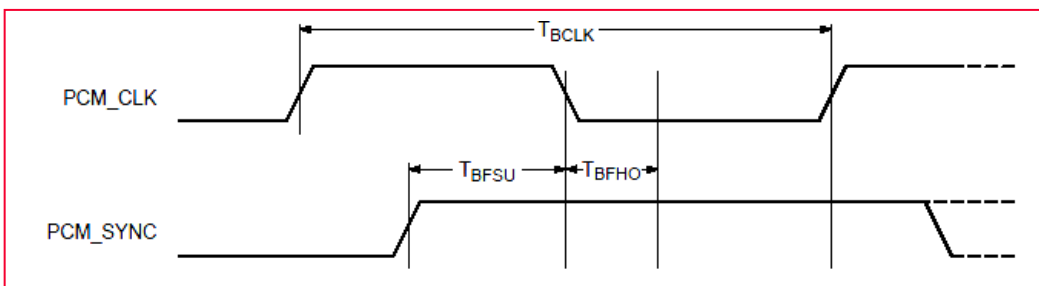 TBCLK
PCM_CLK
TBFSU
TBFHO
PCM_SYNC